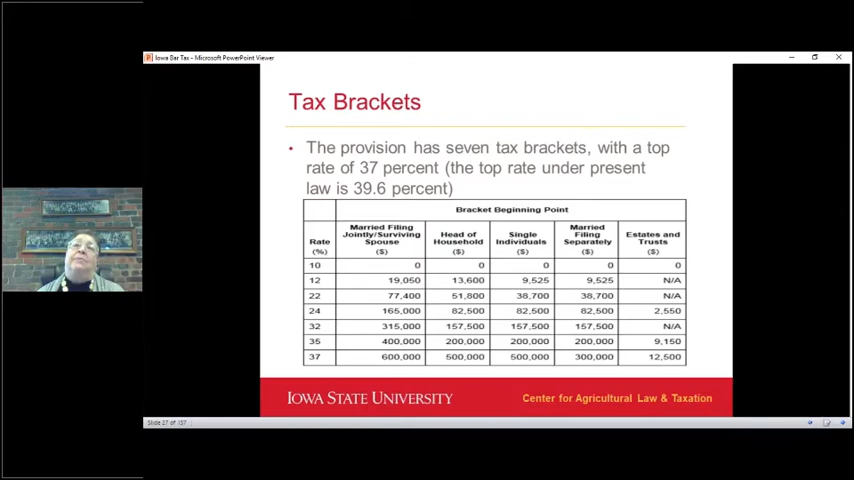 Iowa Bar Tax - Microsoft PowerPoint Viewer
Tax Brackets
• The provision has seven tax brackets, with a top
rate of 37 percent (the top rate under present
law is 39.6 percent)
Bracket Beginning Point
Rate (%) Married Filing Jointly/Surviving Spouse ($) Head of Household ($) Single Individuals ($) Married Filing Separately ($) Estates and Trusts ($)
10 0 0 0 0 0
12 19,050 13,600 9,525 9,525 N/A
22 77,400 51,800 38,700 38,700 N/A
24 165,000 82,500 82,500 82,500 2,550
32 315,000 157,500 157,500 157,500 N/A
35 400,000 200,000 200,000 200,000 9,150
37 600,000 500,000 500,000 300,000 12,500
IOWA STATE UNIVERSITY
Center for Agricultural Law & Taxation
Slide 27 of 157